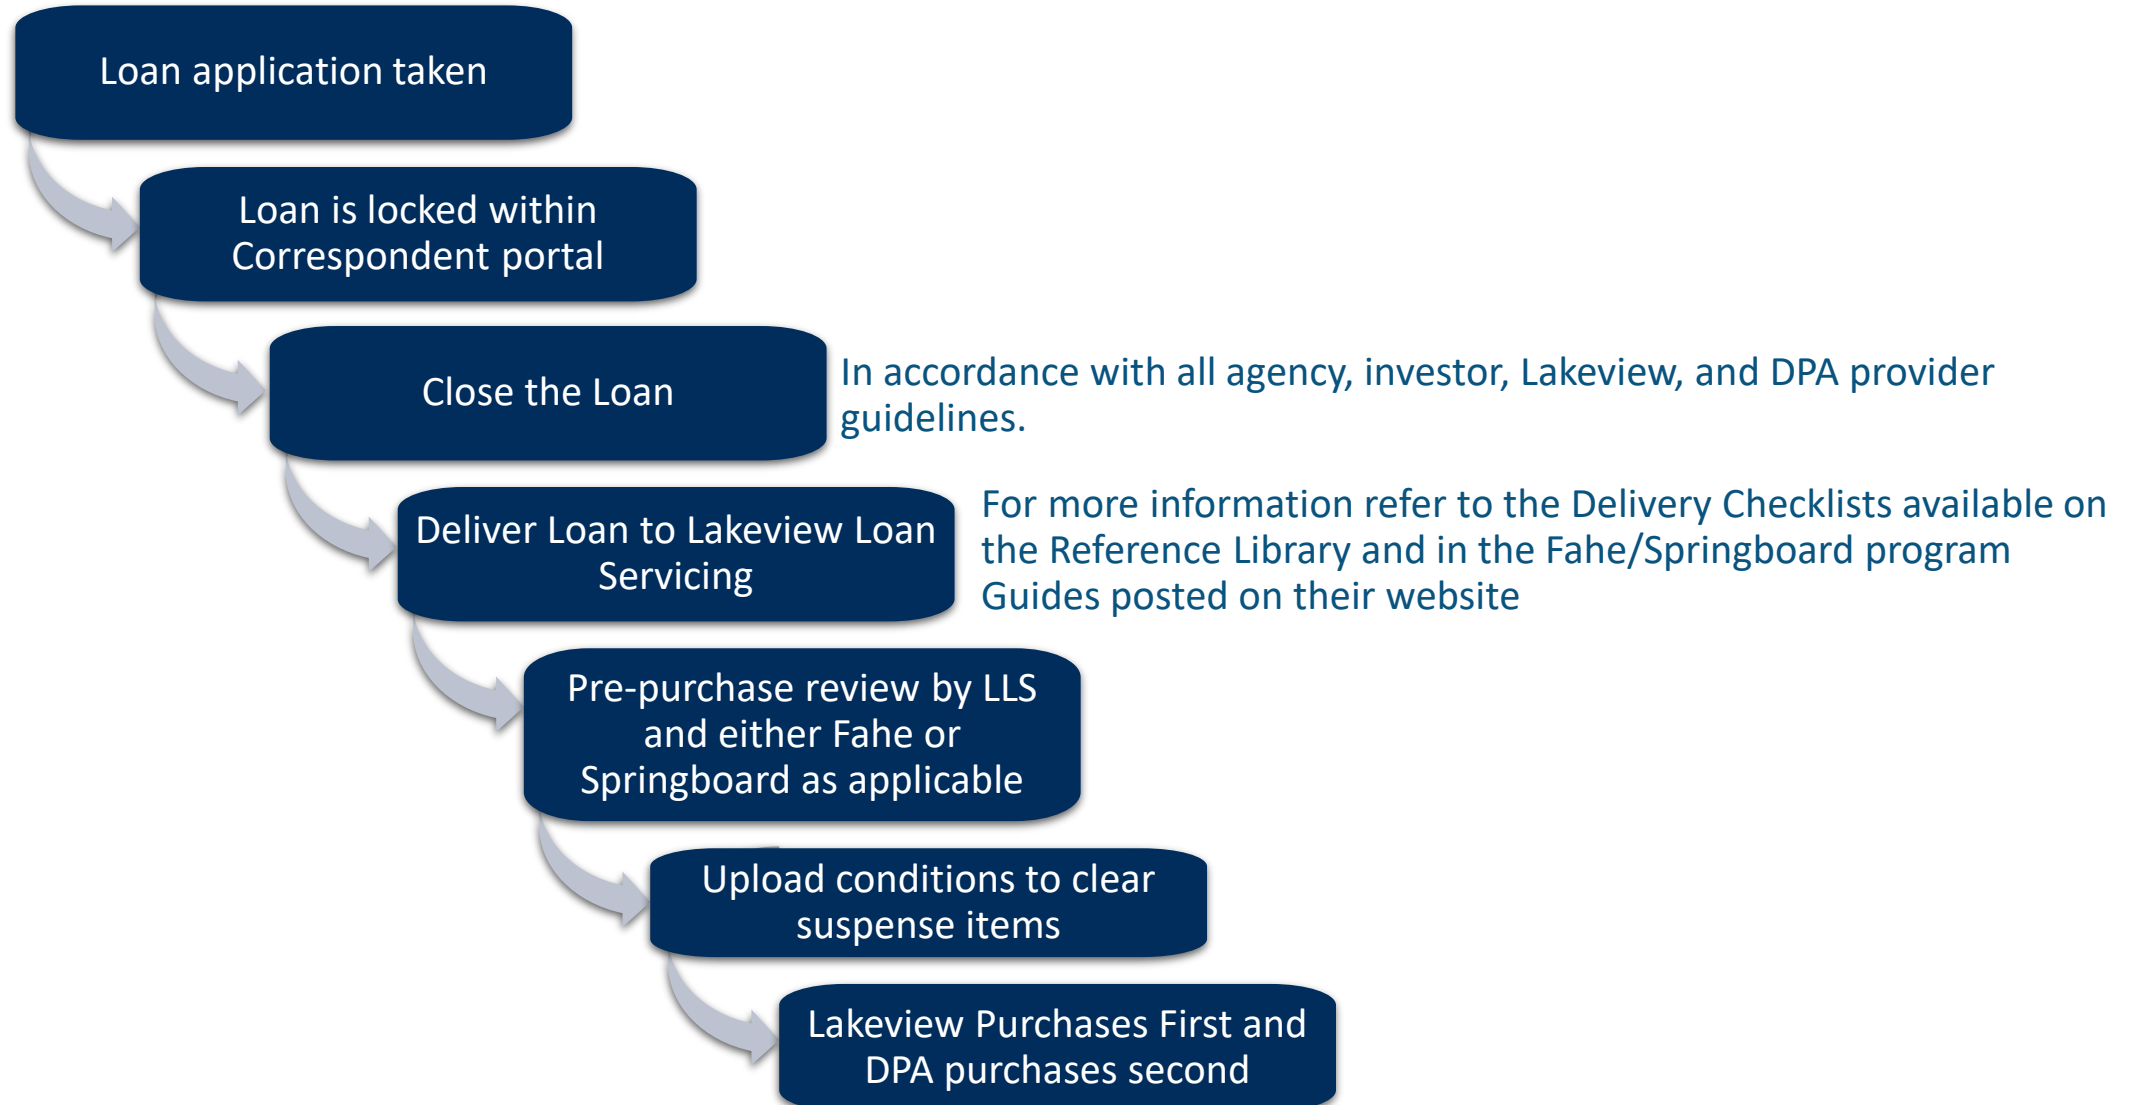 Loan application taken
Loan is locked within
Correspondent portal
Close the Loan
In accordance with all agency, investor, Lakeview, and DPA provider
guidelines.
Deliver Loan to Lakeview Loan
Servicing
For more information refer to the Delivery Checklists available on
the Reference Library and in the Fahe/Springboard program
Guides posted on their website
Pre-purchase review by LLS
and either Fahe or
Springboard as applicable
Upload conditions to clear
suspense items
Lakeview Purchases First and
DPA purchases second